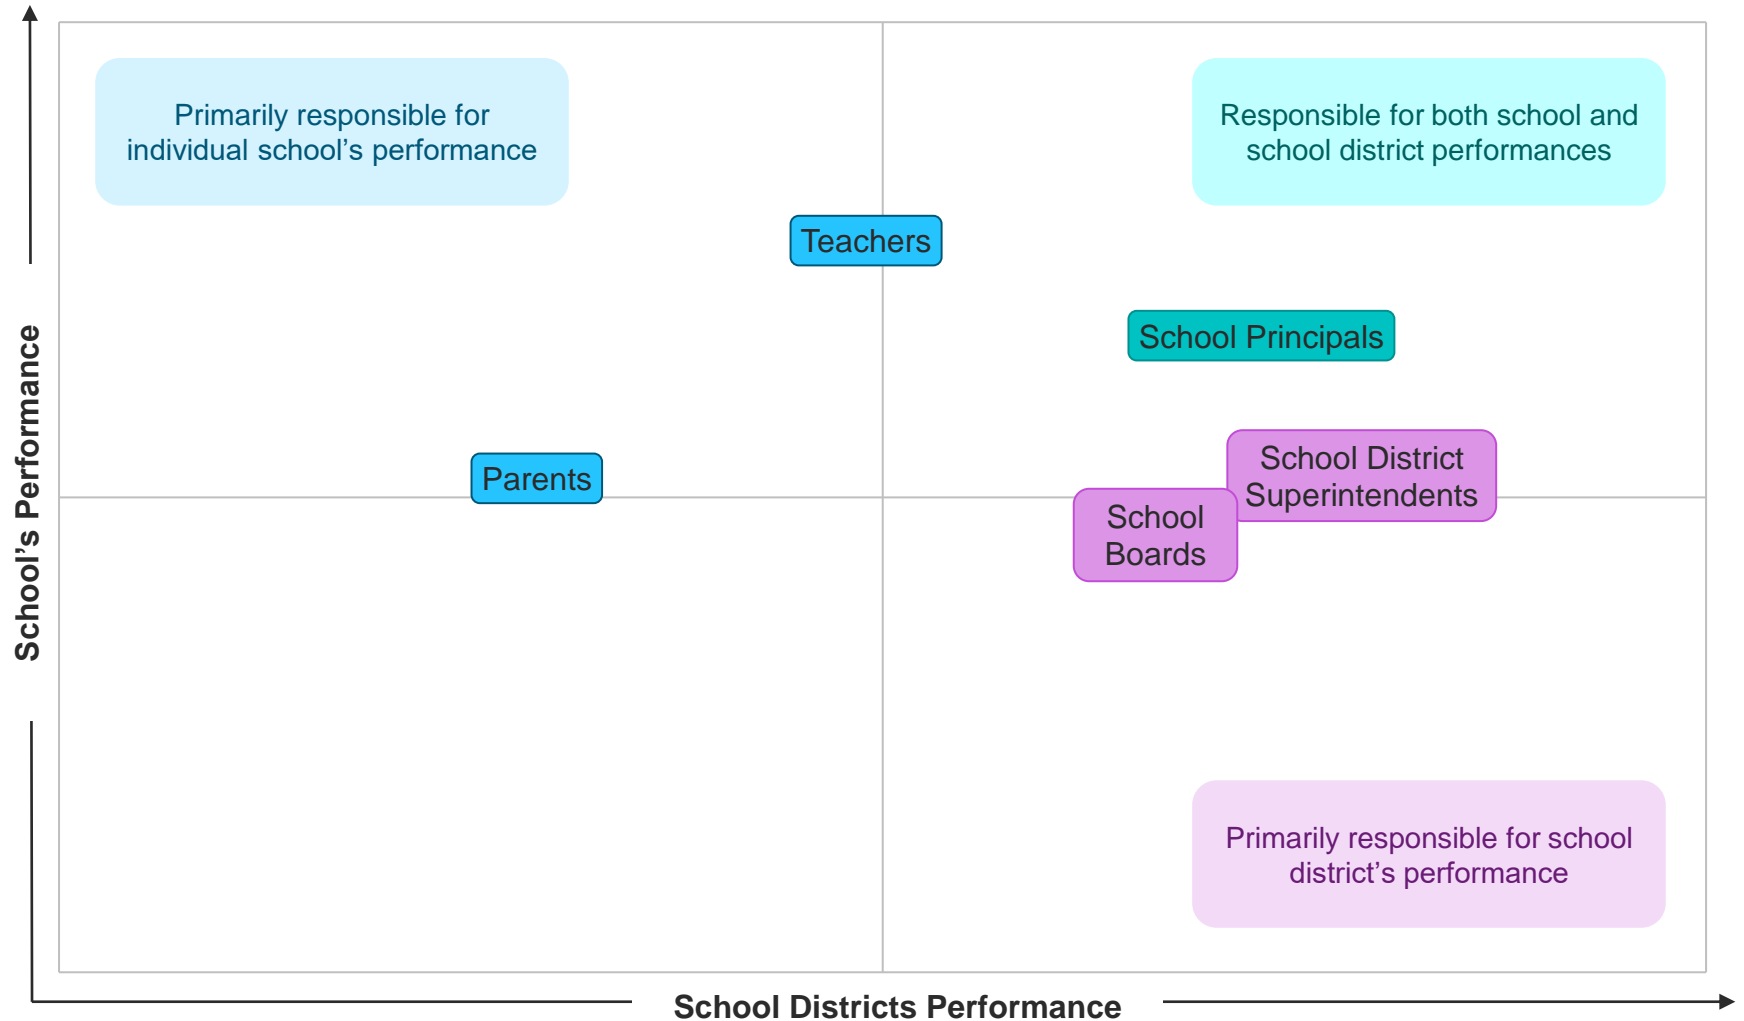 Primarily responsible for
individual school’s performance
Responsible for both school and
school district performances
Teachers
School Principals
Parents
School District
Superintendents
School
Boards
Primarily responsible for school
district’s performance
School’s Performance
School Districts Performance